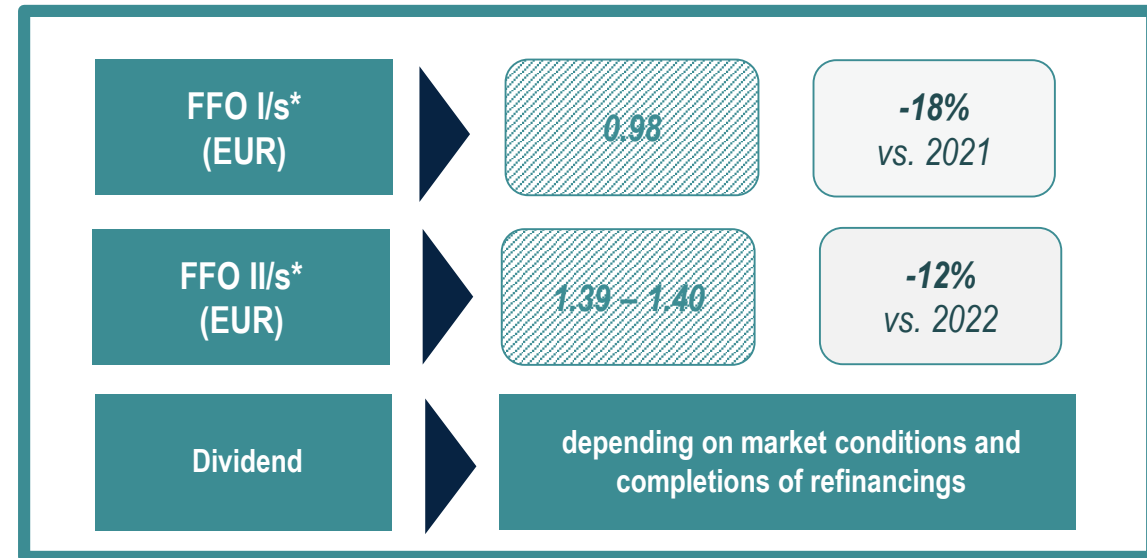 FFO I/s*
(EUR)
0.98
-18%
vs. 2021
FFO II/s*
(EUR)
1.39 – 1.40
-12%
vs. 2022
Dividend
depending on market conditions and
completions of refinancings